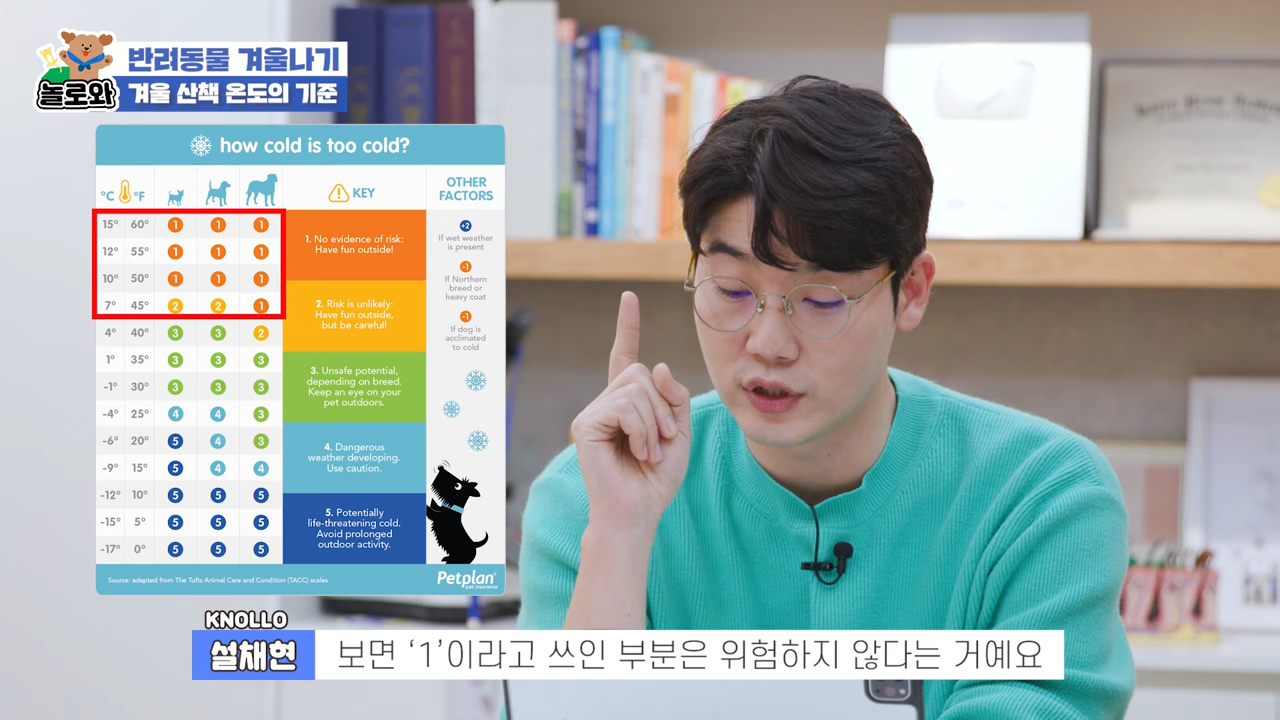 반려동물 겨울나기
놀로와
겨울 산책 온도의 기준
how cold is too cold?
°C °F
KEY
OTHER
FACTORS
15° 60° 1 1 1
12° 55° 1 1 1
10° 50° 1 1 1
7° 45° 2 2 1
4° 40° 3 3 2
1° 35° 3 3 3
-1° 30° 3 3 3
-4° 25° 4 4 3
-6° 20° 5 4 3
-9° 15° 5 4 4
-12° 10° 5 5 5
-15° 5° 5 5 5
-17° 0° 5 5 5
1. No evidence of risk:
Have fun outside!
2. Risk is unlikely:
Have fun outside,
but be careful!
3. Unsafe potential,
depending on breed.
Keep an eye on your
pet outdoors.
4. Dangerous
weather developing.
Use caution.
5. Potentially
life-threatening cold.
Avoid prolonged
outdoor activity.
+2
If wet weather
is present
-1
If Northern
breed or
heavy coat
-1
If dog is
acclimated
to cold
Source: adapted from The Tufts Animal Care and Condition (TACC) scales
Petplan®
pet insurance
KNOLLO
설채현
보면 ‘1’이라고 쓰인 부분은 위험하지 않다는 거예요